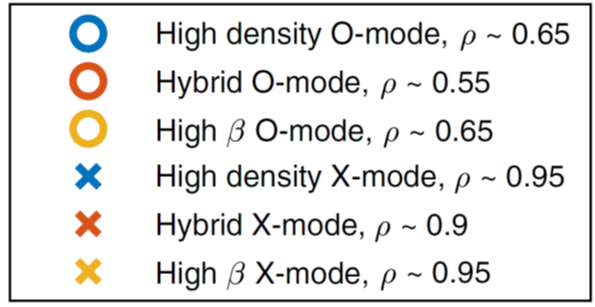 High density O-mode, ρ ~ 0.65
Hybrid O-mode, ρ ~ 0.55
High β O-mode, ρ ~ 0.65
High density X-mode, ρ ~ 0.95
Hybrid X-mode, ρ ~ 0.9
High β X-mode, ρ ~ 0.95